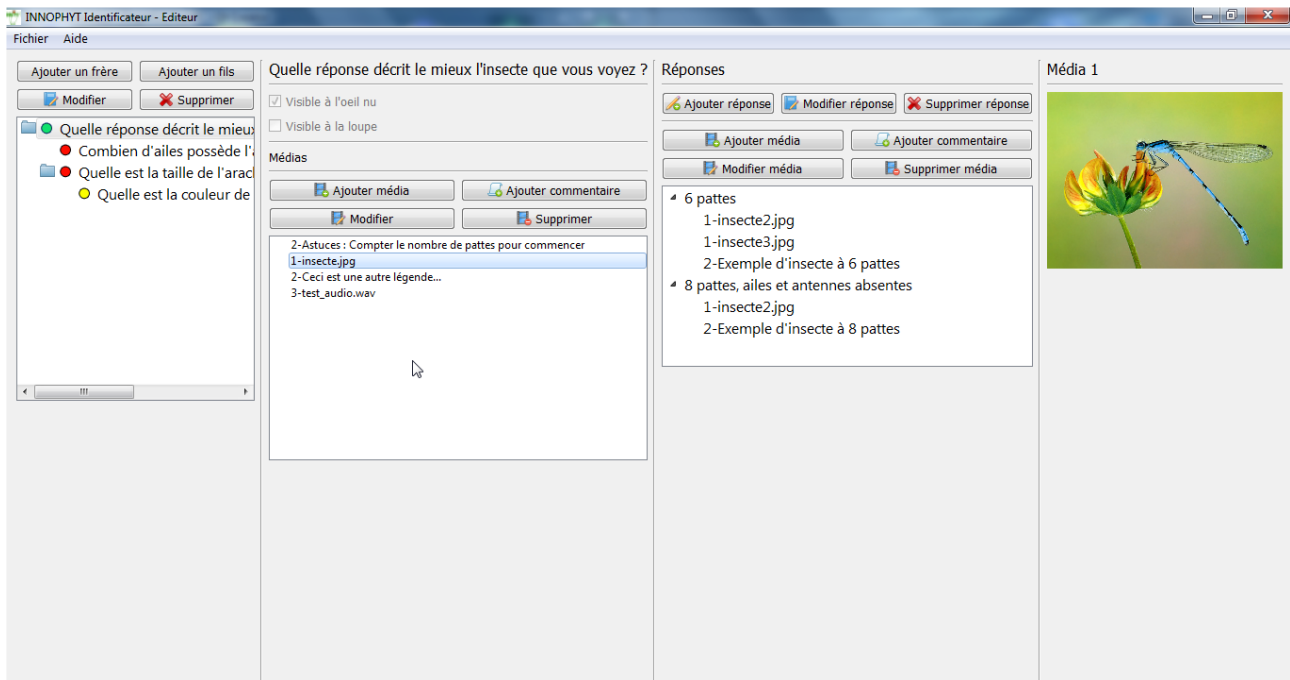 INNOPHYT Identificateur - Editeur
Fichier Aide
Ajouter un frère Ajouter un fils
Modifier Supprimer
Quelle réponse décrit le mieux
Combien d'ailes possède l'a
Quelle est la taille de l'arac
Quelle est la couleur de
Quelle réponse décrit le mieux l'insecte que vous voyez ?
Visible à l'oeil nu
Visible à la loupe
Médias
Ajouter média Ajouter commentaire
Modifier Supprimer
2-Astuces : Compter le nombre de pattes pour commencer
1-insecte.jpg
2-Ceci est une autre légende...
3-test_audio.wav
Réponses
Ajouter réponse Modifier réponse Supprimer réponse
Ajouter média Ajouter commentaire
Modifier média Supprimer média
6 pattes
1-insecte2.jpg
1-insecte3.jpg
2-Exemple d'insecte à 6 pattes
8 pattes, ailes et antennes absentes
1-insecte2.jpg
2-Exemple d'insecte à 8 pattes
Média 1